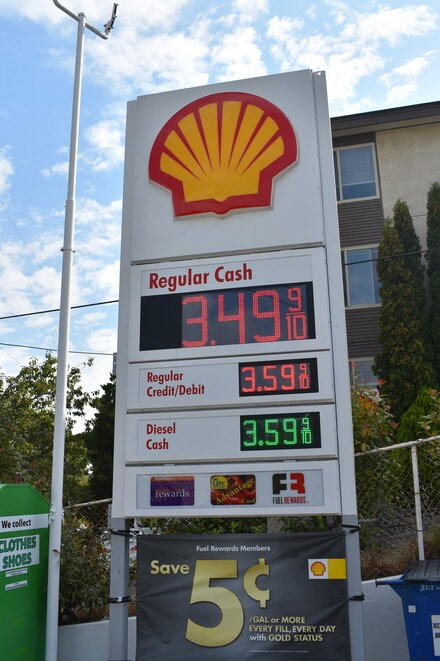 Regular Cash
3.49 9/10
Regular
Credit/Debit
3.59 9/10
Diesel
Cash
3.59 9/10
rewards
Advantage
FUEL REWARDS
Fuel Rewards Members
Save 5¢
/GAL or MORE
EVERY FILL, EVERY DAY
with GOLD STATUS
We collect
CLOTHES
SHOES